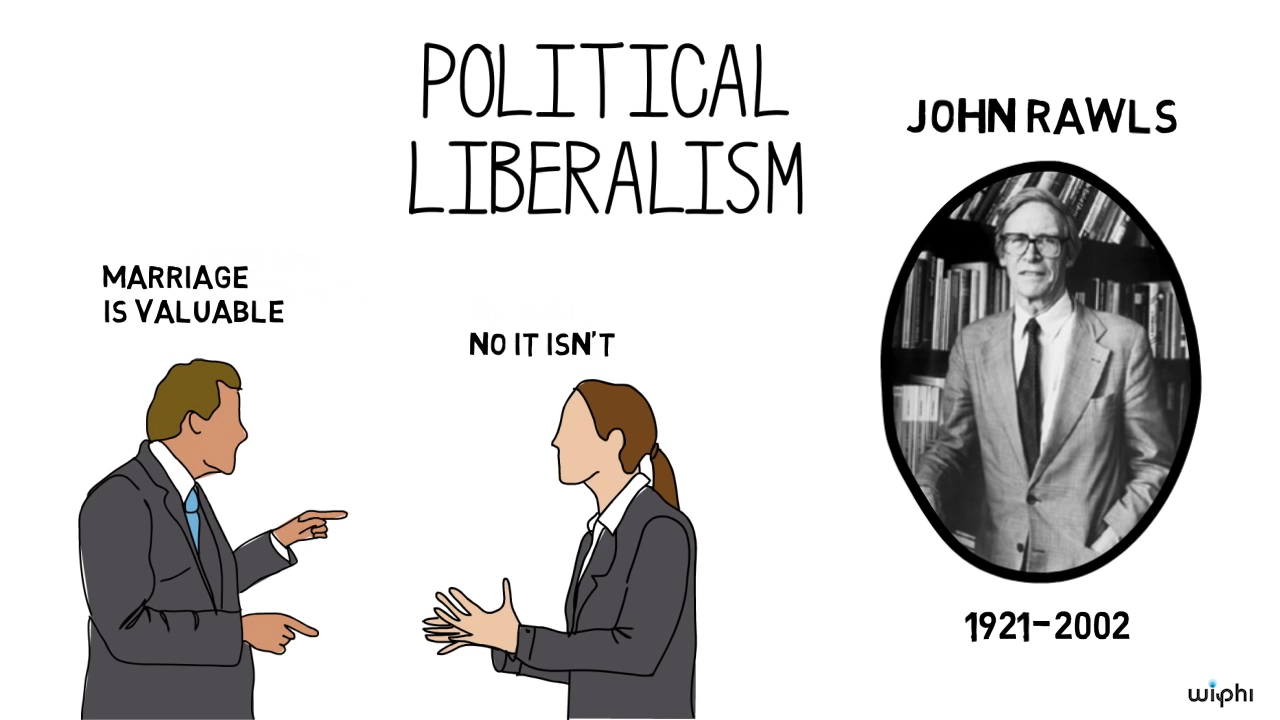 POLITICAL
LIBERALISM
JOHN RAWLS
MARRIAGE
IS VALUABLE
NO IT ISN'T
1921-2002
wiphi